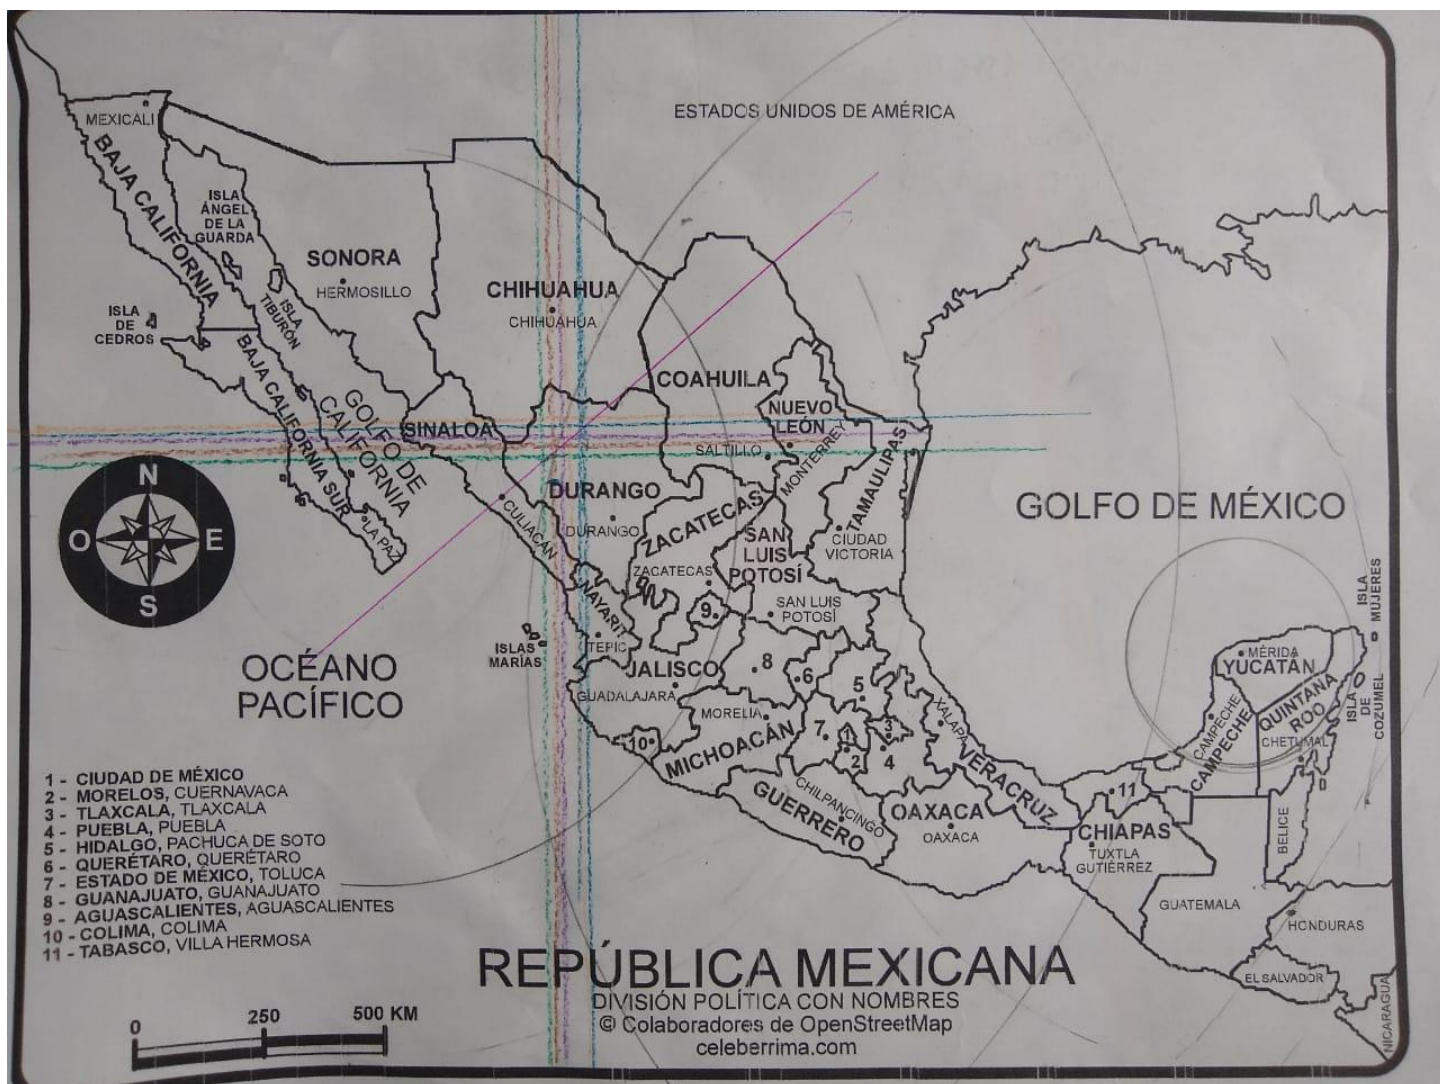 ESTADOS UNIDOS DE AMÉRICA
MEXICALI
BAJA CALIFORNIA
ISLA
ÁNGEL
DE LA
GUARDA
SONORA
HERMOSILLO
ISLA
TIBURÓN
ISLA
DE
CEDROS
CHIHUAHUA
CHIHUAHUA
BAJA CALIFORNIA SUR
LA PAZ
GOLFO DE
CALIFORNIA
SINALOA
CULIACÁN
COAHUILA
SALTILLO
NUEVO
LEÓN
MONTERREY
TAMAULIPAS
CIUDAD
VICTORIA
DURANGO
DURANGO
ZACATECAS
ZACATECAS
SAN
LUIS
POTOSÍ
SAN LUIS
POTOSÍ
GOLFO DE MÉXICO
N
O
E
S
NAYARIT
TEPIC
ISLAS
MARÍAS
OCÉANO
PACÍFICO
JALISCO
GUADALAJARA
9
8
6
5
7
1
3
2
4
10
11
MORELIA
MICHOACÁN
XALAPA
VERACRUZ
CHILPANCINGO
GUERRERO
OAXACA
OAXACA
CHIAPAS
TUXTLA
GUTIÉRREZ
MÉRIDA
YUCATÁN
CAMPECHE
CAMPECHE
QUINTANA
ROO
CHETUMAL
ISLA
MUJERES
ISLA
DE
COZUMEL
BELICE
GUATEMALA
HONDURAS
EL SALVADOR
NICARAGUA
1 - CIUDAD DE MÉXICO
2 - MORELOS, CUERNAVACA
3 - TLAXCALA, TLAXCALA
4 - PUEBLA, PUEBLA
5 - HIDALGO, PACHUCA DE SOTO
6 - QUERÉTARO, QUERÉTARO
7 - ESTADO DE MÉXICO, TOLUCA
8 - GUANAJUATO, GUANAJUATO
9 - AGUASCALIENTES, AGUASCALIENTES
10 - COLIMA, COLIMA
11 - TABASCO, VILLA HERMOSA
0 250 500 KM
REPÚBLICA MEXICANA
DIVISIÓN POLÍTICA CON NOMBRES
© Colaboradores de OpenStreetMap
celeberrima.com